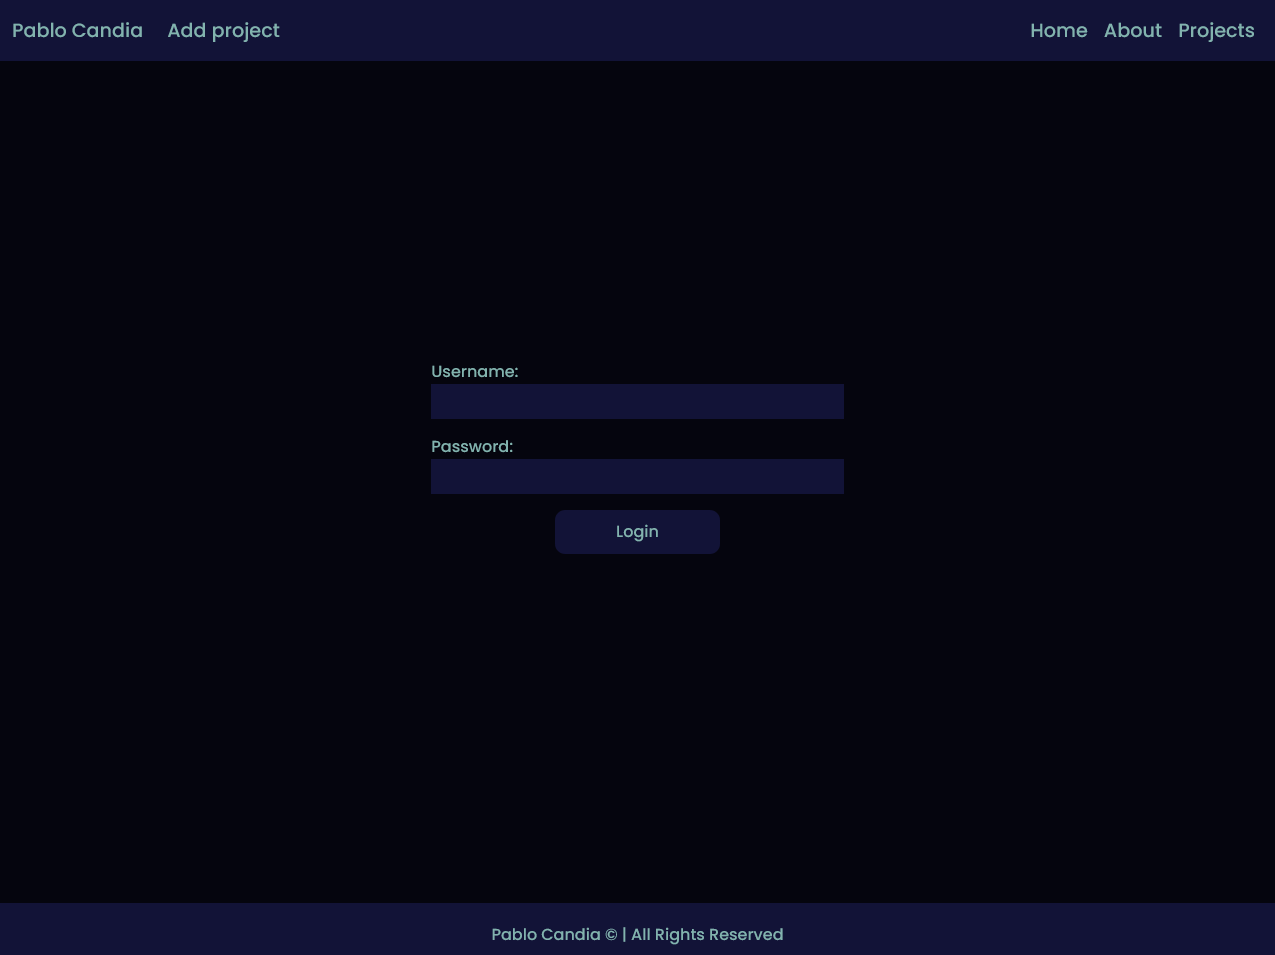 Pablo Candia Add project Home About Projects
Username:
Password:
Login
Pablo Candia © | All Rights Reserved